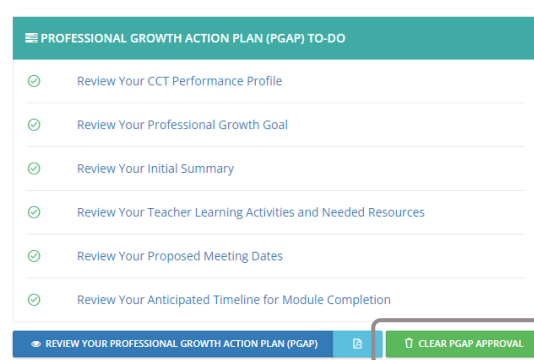 PROFESSIONAL GROWTH ACTION PLAN (PGAP) TO-DO
Review Your CCT Performance Profile
Review Your Professional Growth Goal
Review Your Initial Summary
Review Your Teacher Learning Activities and Needed Resources
Review Your Proposed Meeting Dates
Review Your Anticipated Timeline for Module Completion
REVIEW YOUR PROFESSIONAL GROWTH ACTION PLAN (PGAP) CLEAR PGAP APPROVAL